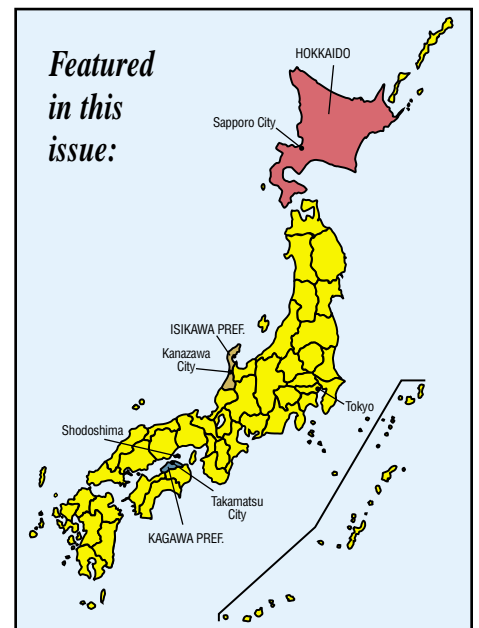 Featured
in this
issue:
HOKKAIDO
Sapporo City
ISIKAWA PREF.
Kanazawa
City
Tokyo
Shodoshima
Takamatsu
City
KAGAWA PREF.